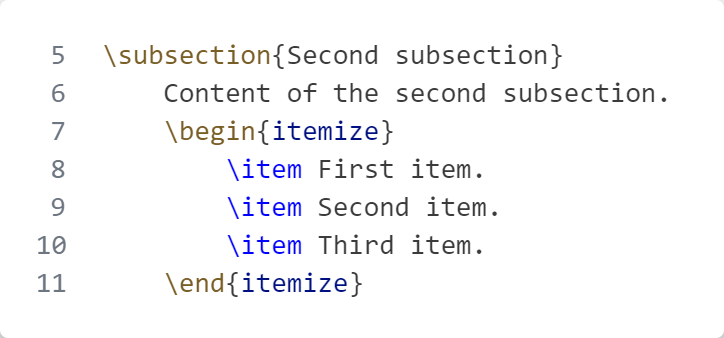 5 \subsection{Second subsection}
6 Content of the second subsection.
7 \begin{itemize}
8 \item First item.
9 \item Second item.
10 \item Third item.
11 \end{itemize}